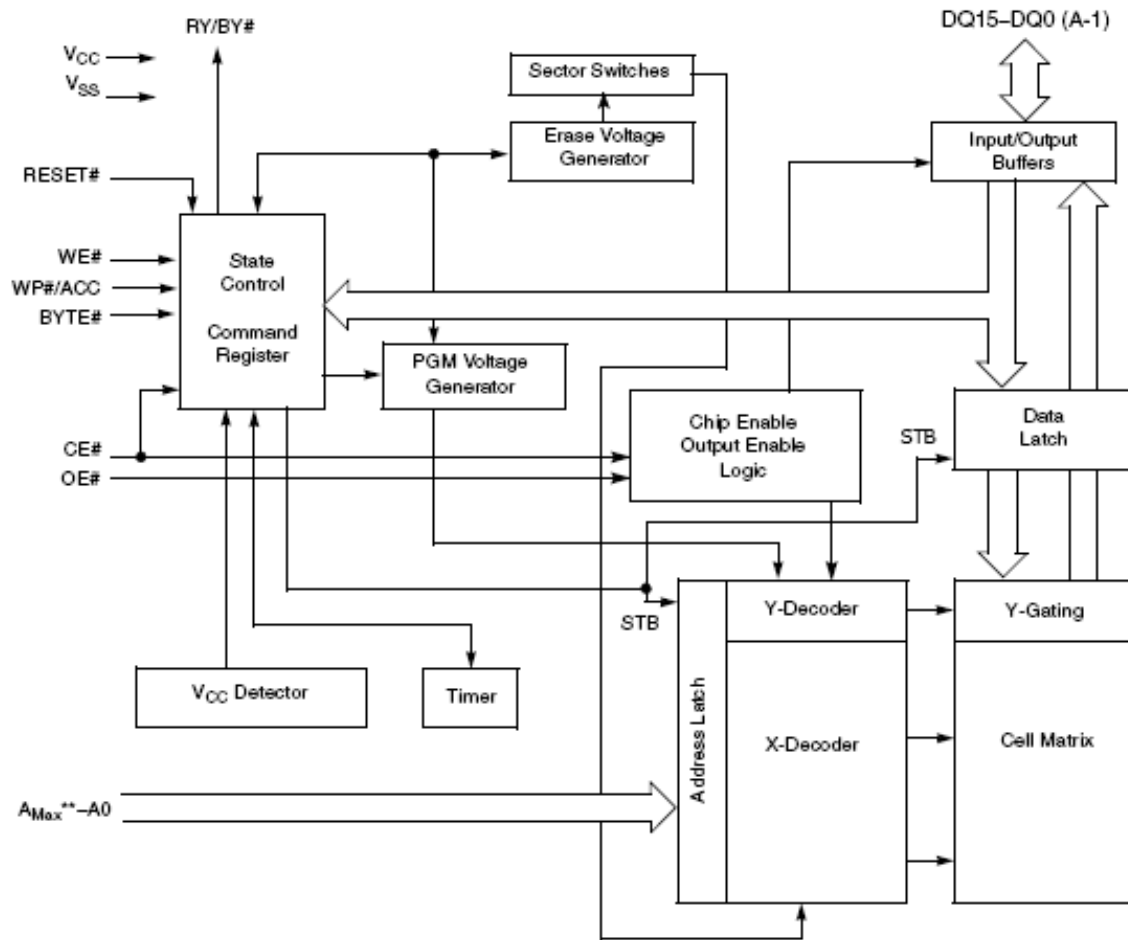 RY/BY#
DQ15–DQ0 (A-1)
VCC
VSS
Sector Switches
Erase Voltage
Generator
Input/Output
Buffers
RESET#
WE#
WP#/ACC
BYTE#
State
Control
Command
Register
PGM Voltage
Generator
Chip Enable
Output Enable
Logic
STB
Data
Latch
CE#
OE#
STB
Y-Decoder
Y-Gating
VCC Detector
Timer
Address Latch
X-Decoder
Cell Matrix
AMax**–A0